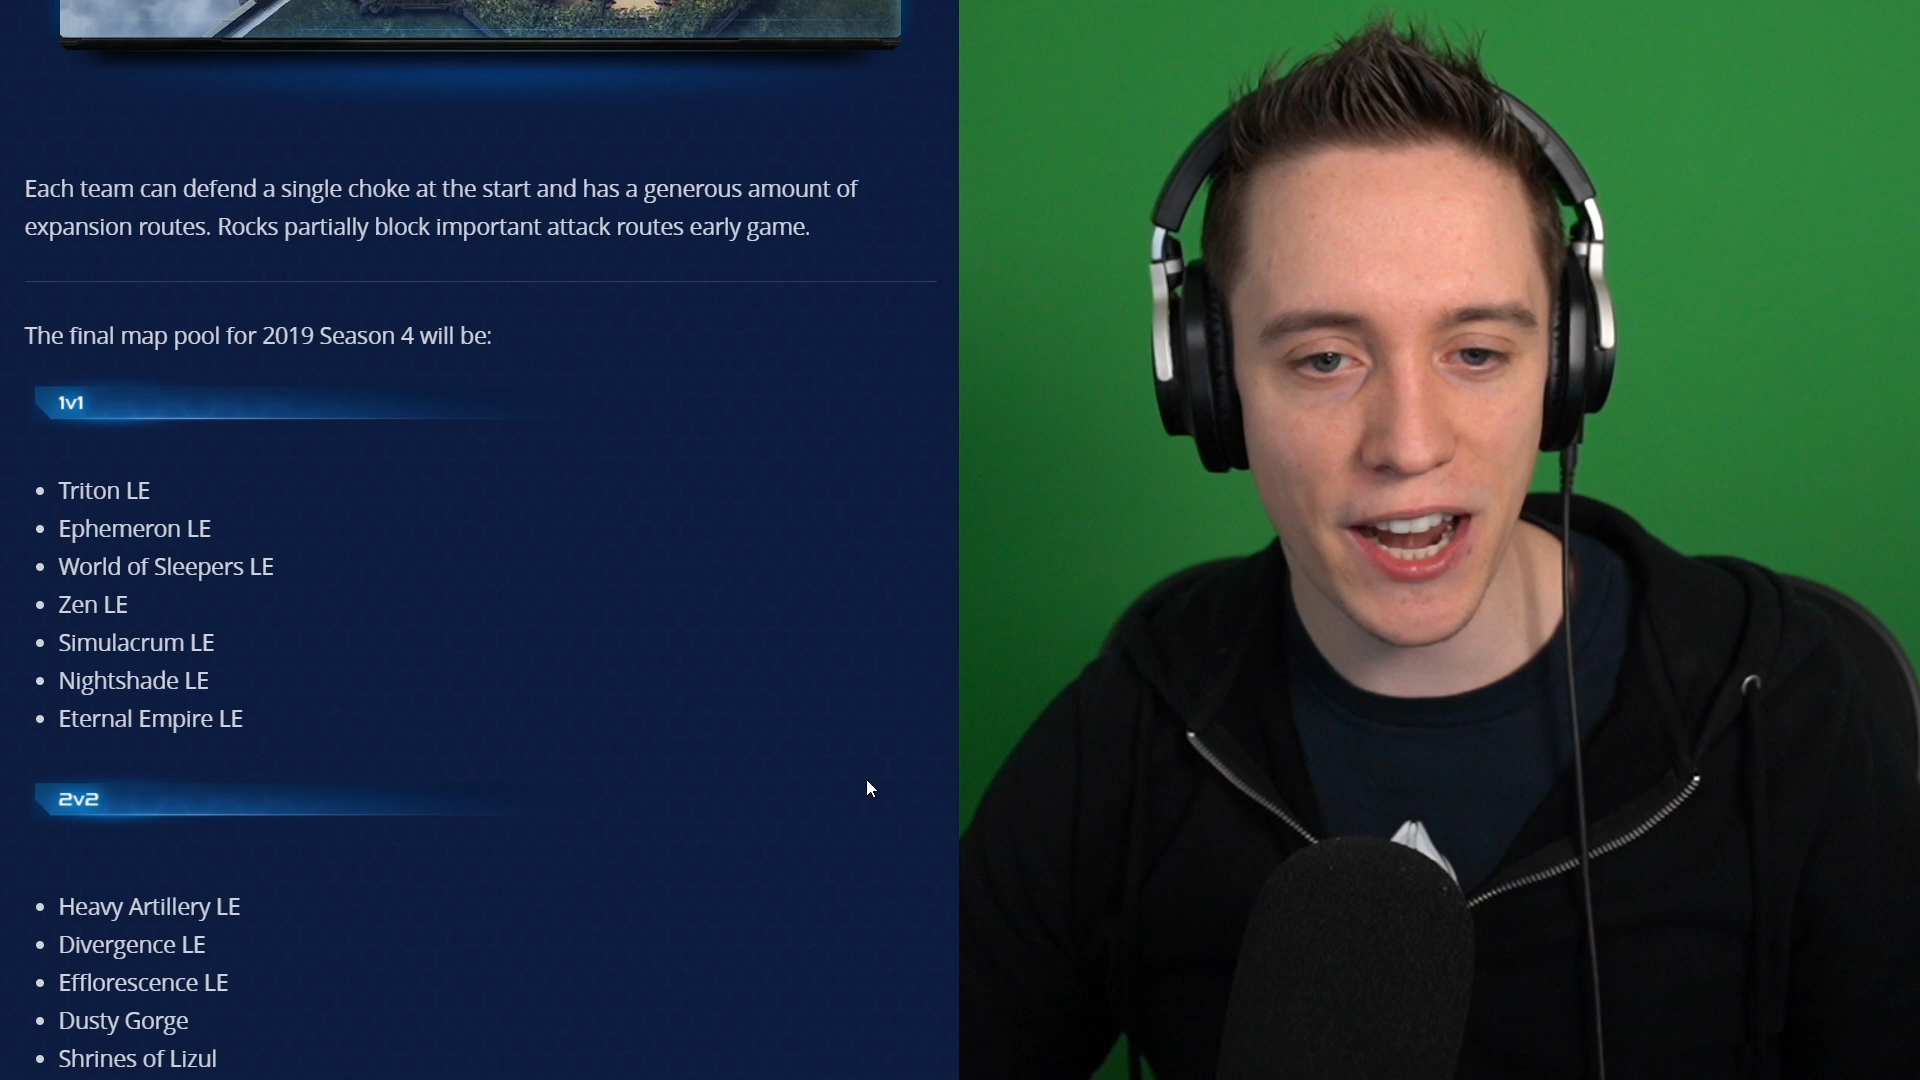 Each team can defend a single choke at the start and has a generous amount of
expansion routes. Rocks partially block important attack routes early game.
The final map pool for 2019 Season 4 will be:
1v1
Triton LE
Ephemeron LE
World of Sleepers LE
Zen LE
Simulacrum LE
Nightshade LE
Eternal Empire LE
2v2
Heavy Artillery LE
Divergence LE
Efflorescence LE
Dusty Gorge
Shrines of Lizul